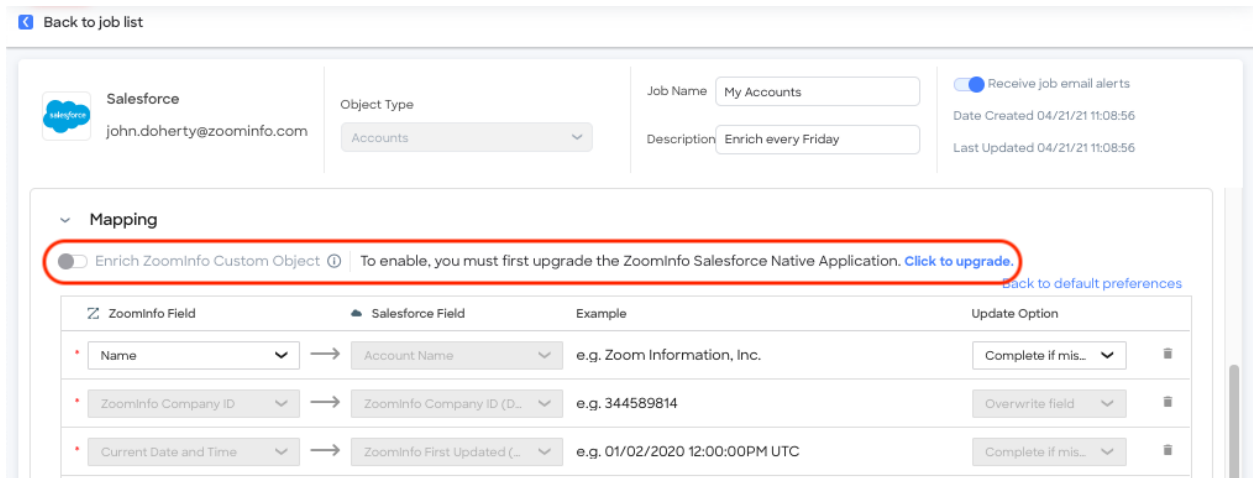 Back to job list
salesforce
Salesforce
john.doherty@zoominfo.com
Object Type
Accounts
Job Name My Accounts
Description Enrich every Friday
Receive job email alerts
Date Created 04/21/21 11:08:56
Last Updated 04/21/21 11:08:56
Mapping
Enrich ZoomInfo Custom Object To enable, you must first upgrade the ZoomInfo Salesforce Native Application. Click to upgrade.
Back to default preferences
ZoomInfo Field Salesforce Field Example Update Option
* Name Account Name e.g. Zoom Information, Inc. Complete if mis...
* ZoomInfo Company ID ZoomInfo Company ID (D... e.g. 344589814 Overwrite field
* Current Date and Time ZoomInfo First Updated (... e.g. 01/02/2020 12:00:00PM UTC Complete if mis...